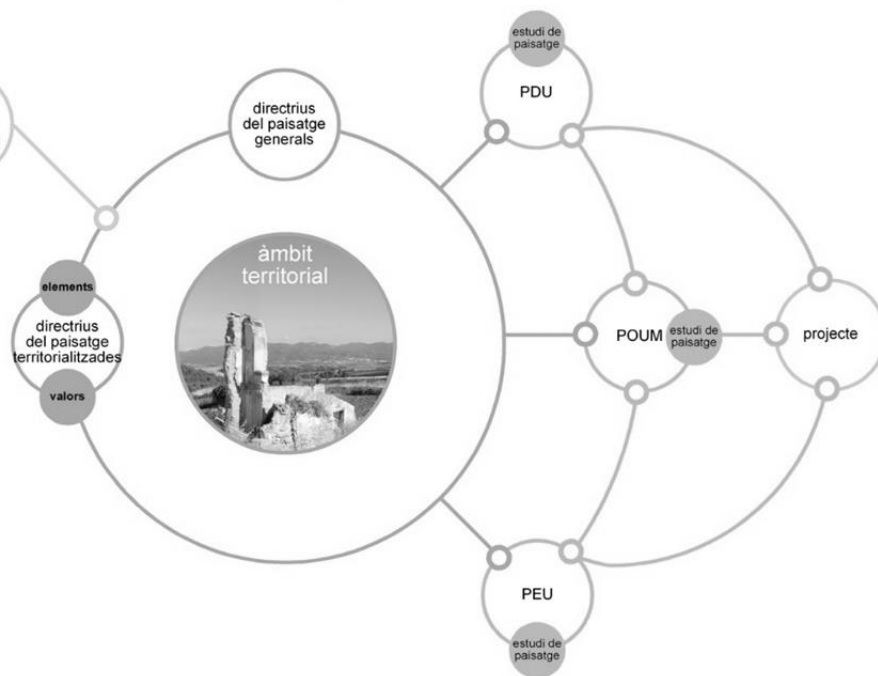 estudi de
paisatge
PDU
directrius
del paisatge
generals
àmbit
territorial
elements
directrius
del paisatge
territorialitzades
valors
POUM
estudi de
paisatge
projecte
PEU
estudi de
paisatge